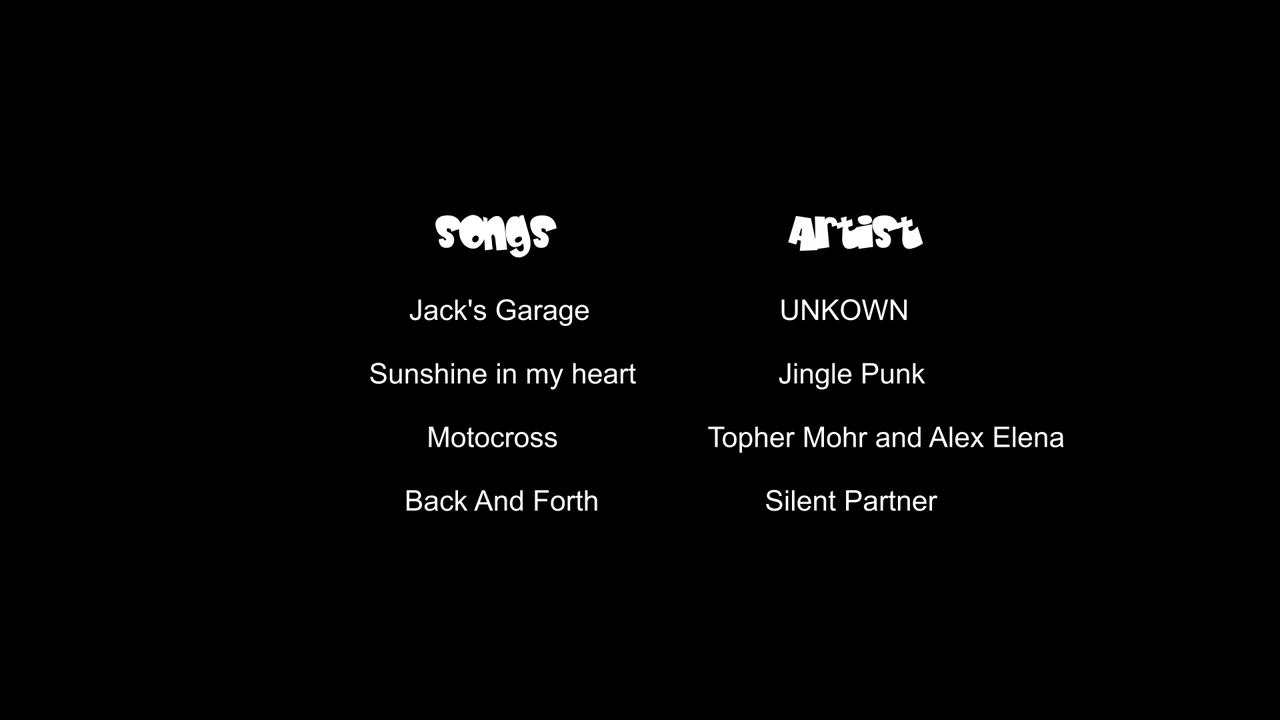 Songs Artist
Jack's Garage UNKOWN
Sunshine in my heart Jingle Punk
Motocross Topher Mohr and Alex Elena
Back And Forth Silent Partner